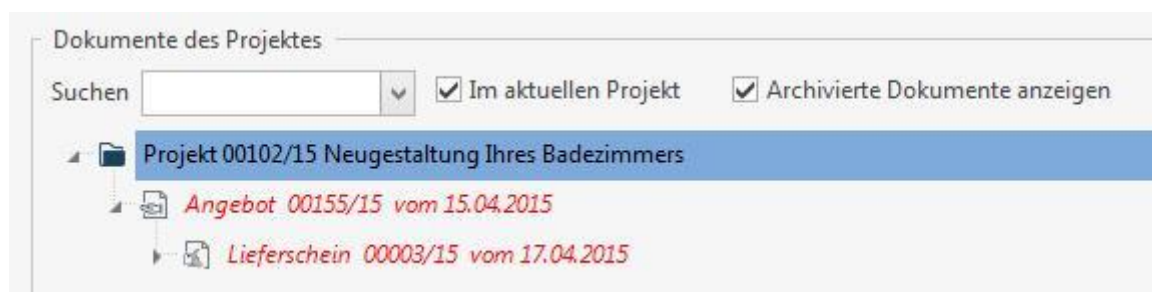 Dokumente des Projektes
Suchen Im aktuellen Projekt Archivierte Dokumente anzeigen
Projekt 00102/15 Neugestaltung Ihres Badezimmers
Angebot 00155/15 vom 15.04.2015
Lieferschein 00003/15 vom 17.04.2015